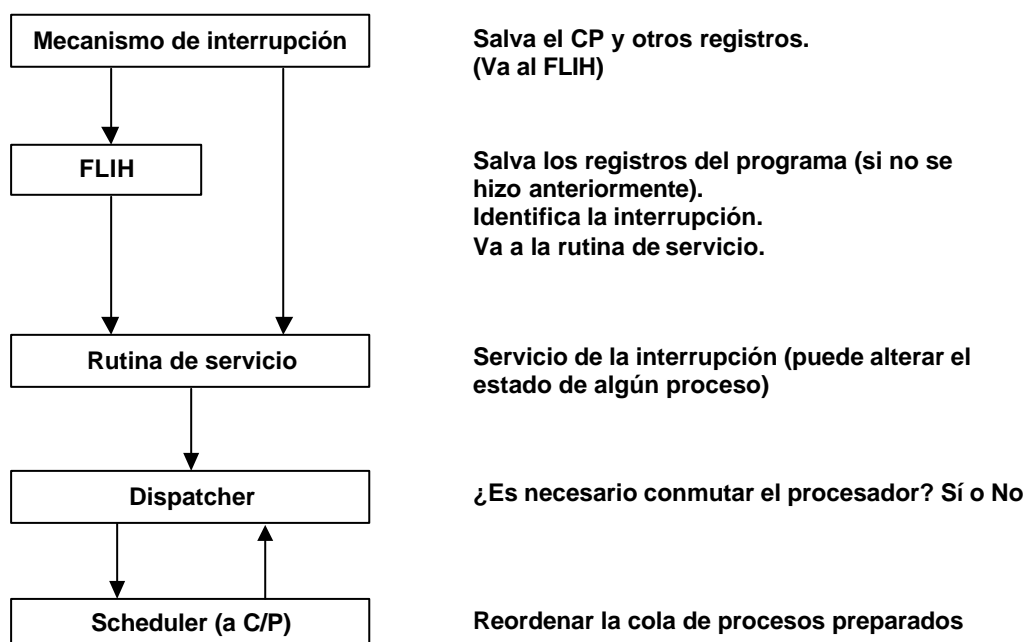 Mecanismo de interrupción
Salva el CP y otros registros.
(Va al FLIH)
FLIH
Salva los registros del programa (si no se
hizo anteriormente).
Identifica la interrupción.
Va a la rutina de servicio.
Rutina de servicio
Servicio de la interrupción (puede alterar el
estado de algún proceso)
Dispatcher
¿Es necesario conmutar el procesador? Sí o No
Scheduler (a C/P)
Reordenar la cola de procesos preparados